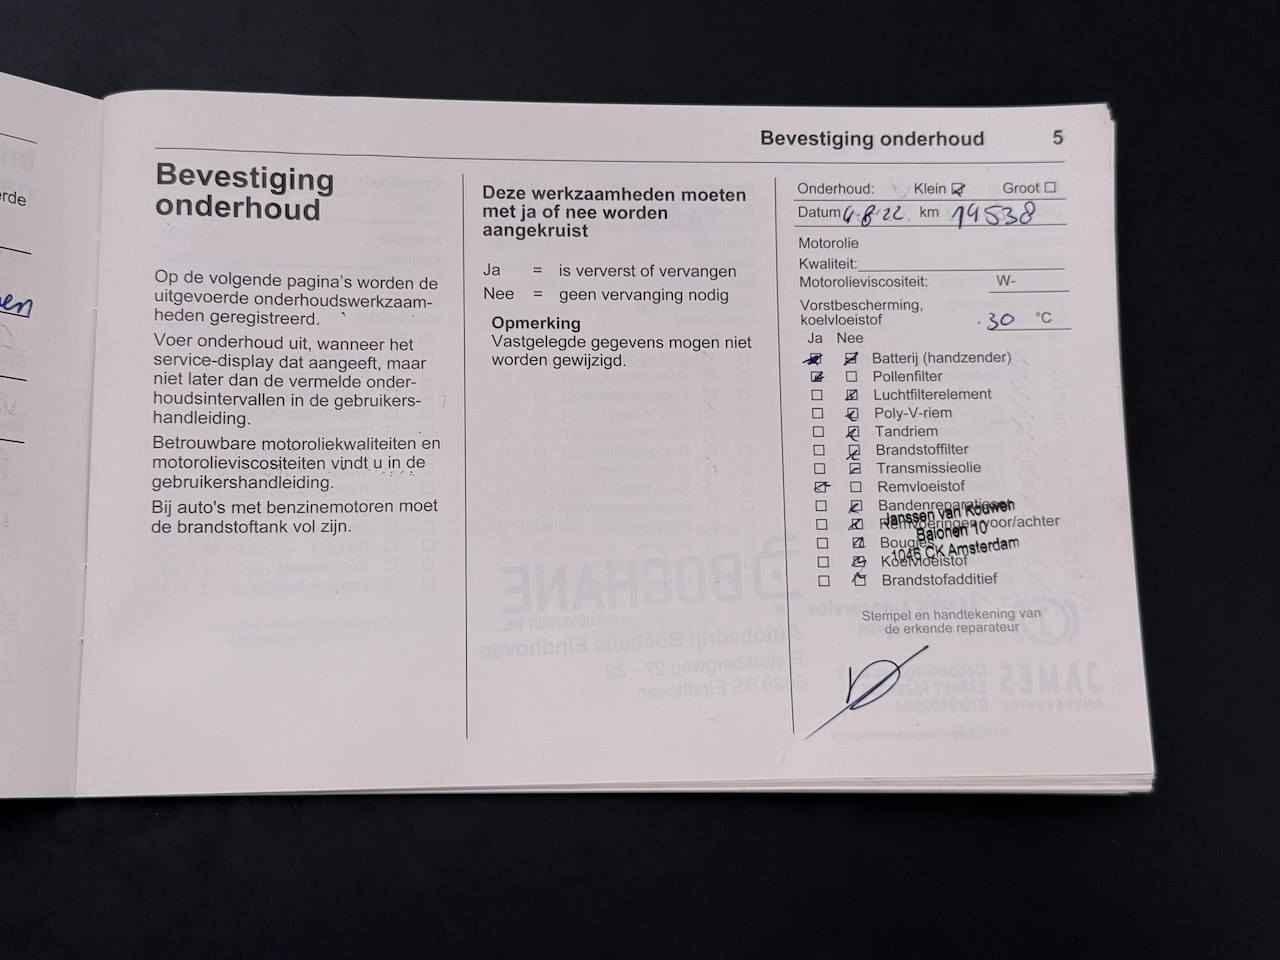 Bevestiging onderhoud 5
Bevestiging
onderhoud
Op de volgende pagina's worden de
uitgevoerde onderhoudswerkzaam-
heden geregistreerd.
Voer onderhoud uit, wanneer het
service-display dat aangeeft, maar
niet later dan de vermelde onder-
houdsintervallen in de gebruikers-
handleiding.
Betrouwbare motoroliekwaliteiten en
motorolieviscositeiten vindt u in de
gebruikershandleiding.
Bij auto's met benzinemotoren moet
de brandstoftank vol zijn.
Deze werkzaamheden moeten
met ja of nee worden
aangekruist
Ja = is ververst of vervangen
Nee = geen vervanging nodig
Opmerking
Vastgelegde gegevens mogen niet
worden gewijzigd.
Onderhoud: Klein Groot
Datum 4-8-22 km 19538
Motorolie
Kwaliteit:
Motorolieviscositeit: W-
Vorstbescherming,
koelvloeistof -30 °C
Ja Nee
Batterij (handzender)
Pollenfilter
Luchtfilterelement
Poly-V-riem
Tandriem
Brandstoffilter
Transmissieolie
Remvloeistof
Bandenreparatieset
Janssen van Kouwen
Remvoeringen voor/achter
Baionen 10
Bougies
1046 CK Amsterdam
Koelvloeistof
Brandstofadditief
Stempel en handtekening van
de erkende reparateur